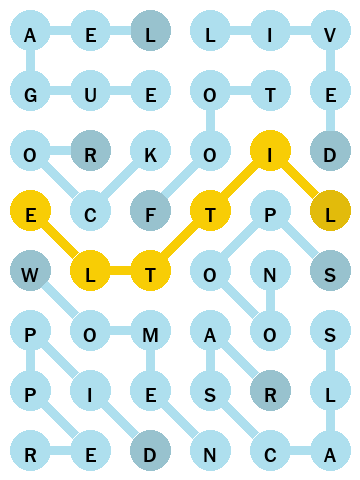 A E L L I V
G U E O T E
O R K O I D
E C F T P L
W L T O N S
P O M A O S
P I E S R L
R E D N C A